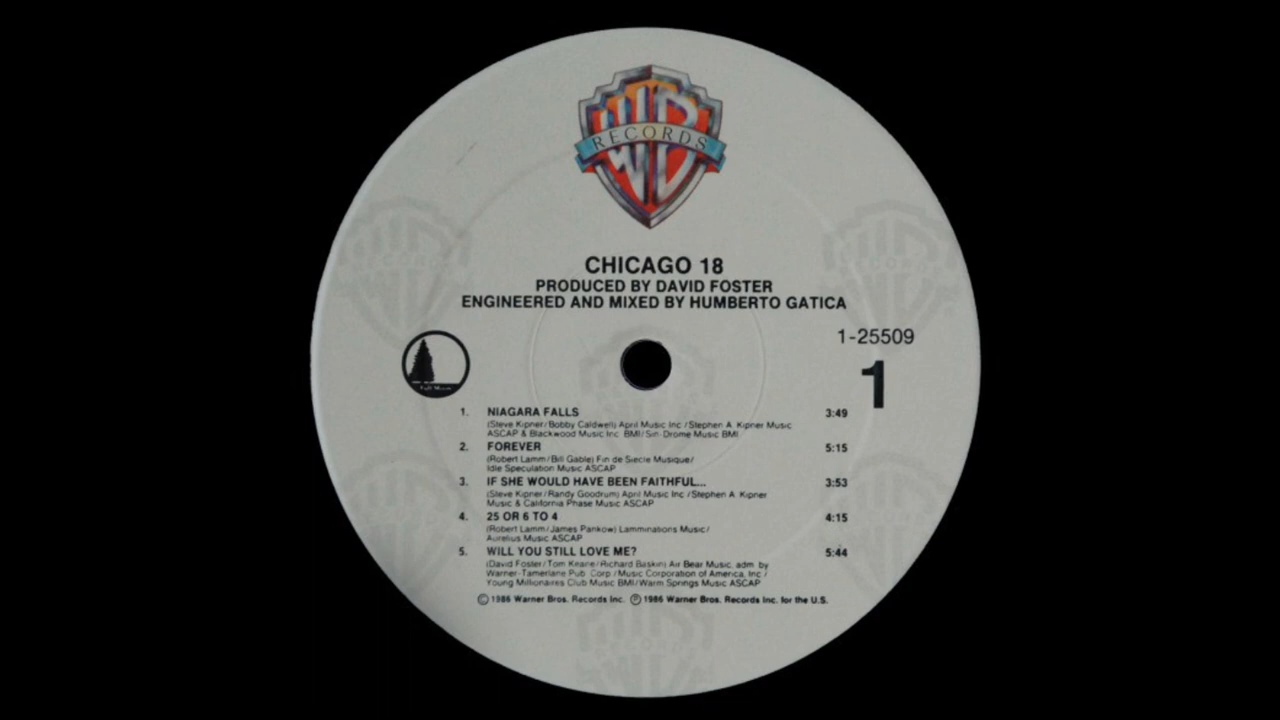 WB
RECORDS
CHICAGO 18
PRODUCED BY DAVID FOSTER
ENGINEERED AND MIXED BY HUMBERTO GATICA
1-25509
1
Full Moon
1. NIAGARA FALLS 3:49
(Steve Kipner/Bobby Caldwell) April Music Inc./Stephen A. Kipner Music
ASCAP & Blackwood Music Inc. BMI/Sin-Drome Music BMI
2. FOREVER 5:15
(Robert Lamm/Bill Gable) Fin de Siecle Musique/
Idle Speculation Music ASCAP
3. IF SHE WOULD HAVE BEEN FAITHFUL... 3:53
(Steve Kipner/Randy Goodrum) April Music Inc./Stephen A. Kipner
Music & California Phase Music ASCAP
4. 25 OR 6 TO 4 4:15
(Robert Lamm/James Pankow) Lamminations Music/
Aurelius Music ASCAP
5. WILL YOU STILL LOVE ME? 5:44
(David Foster/Tom Keane/Richard Baskin) Air Bear Music, adm. by
Warner-Tamerlane Pub. Corp./Music Corporation of America, Inc./
Young Millionaires Club Music BMI/Warm Springs Music ASCAP
© 1986 Warner Bros. Records Inc. ℗ 1986 Warner Bros. Records Inc. for the U.S.